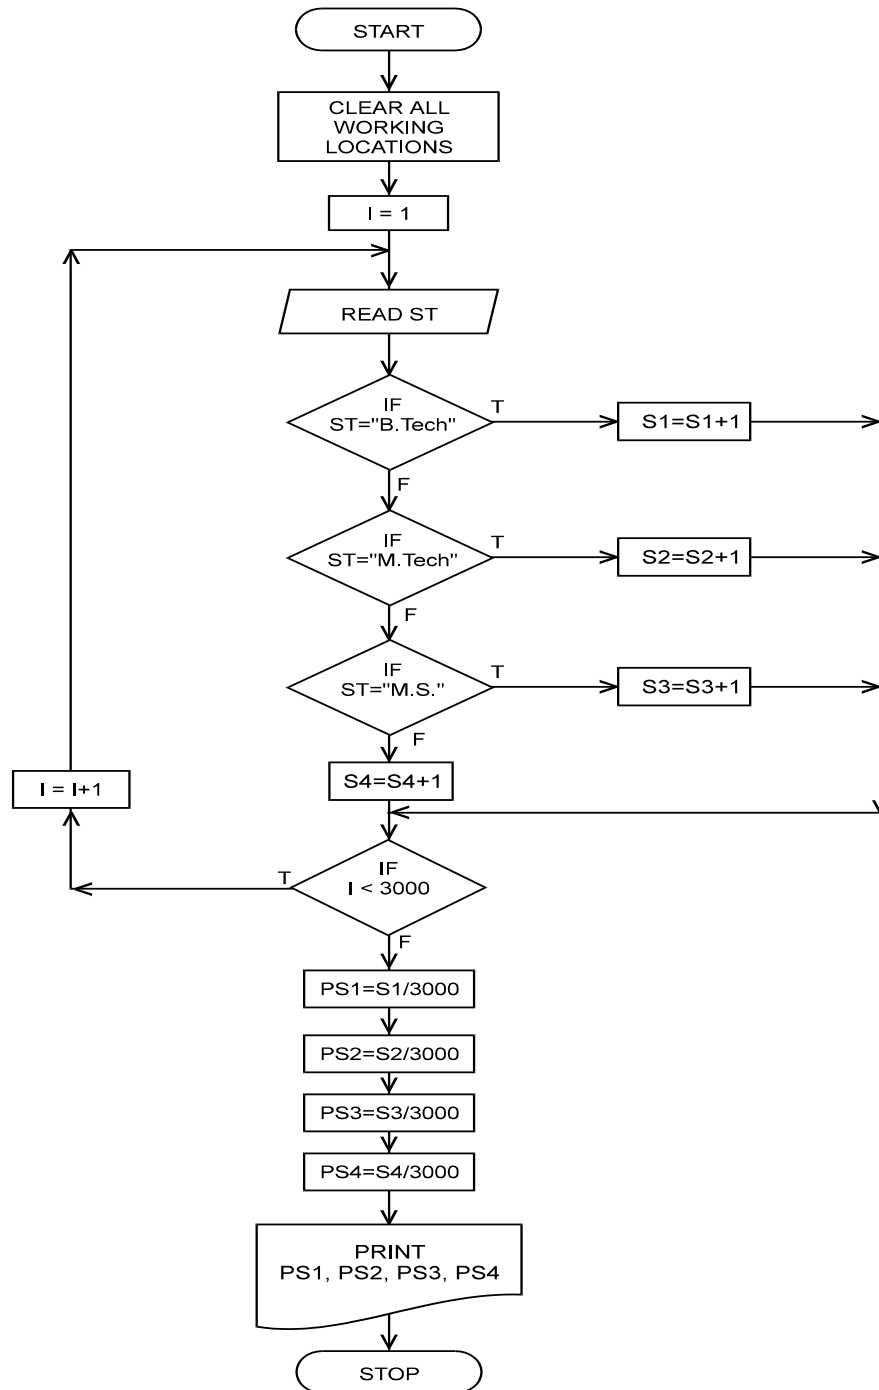 START
CLEAR ALL
WORKING
LOCATIONS
I = 1
READ ST
IF
ST="B.Tech"
T
S1=S1+1
F
IF
ST="M.Tech"
T
S2=S2+1
F
IF
ST="M.S."
T
S3=S3+1
F
S4=S4+1
I = I+1
IF
I < 3000
T
F
PS1=S1/3000
PS2=S2/3000
PS3=S3/3000
PS4=S4/3000
PRINT
PS1, PS2, PS3, PS4
STOP